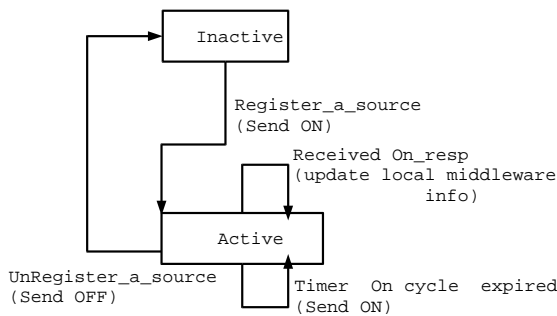 Inactive
Register_a_source
(Send ON)
Received On_resp
(update local middleware
info)
Active
UnRegister_a_source
(Send OFF)
Timer On cycle expired
(Send ON)